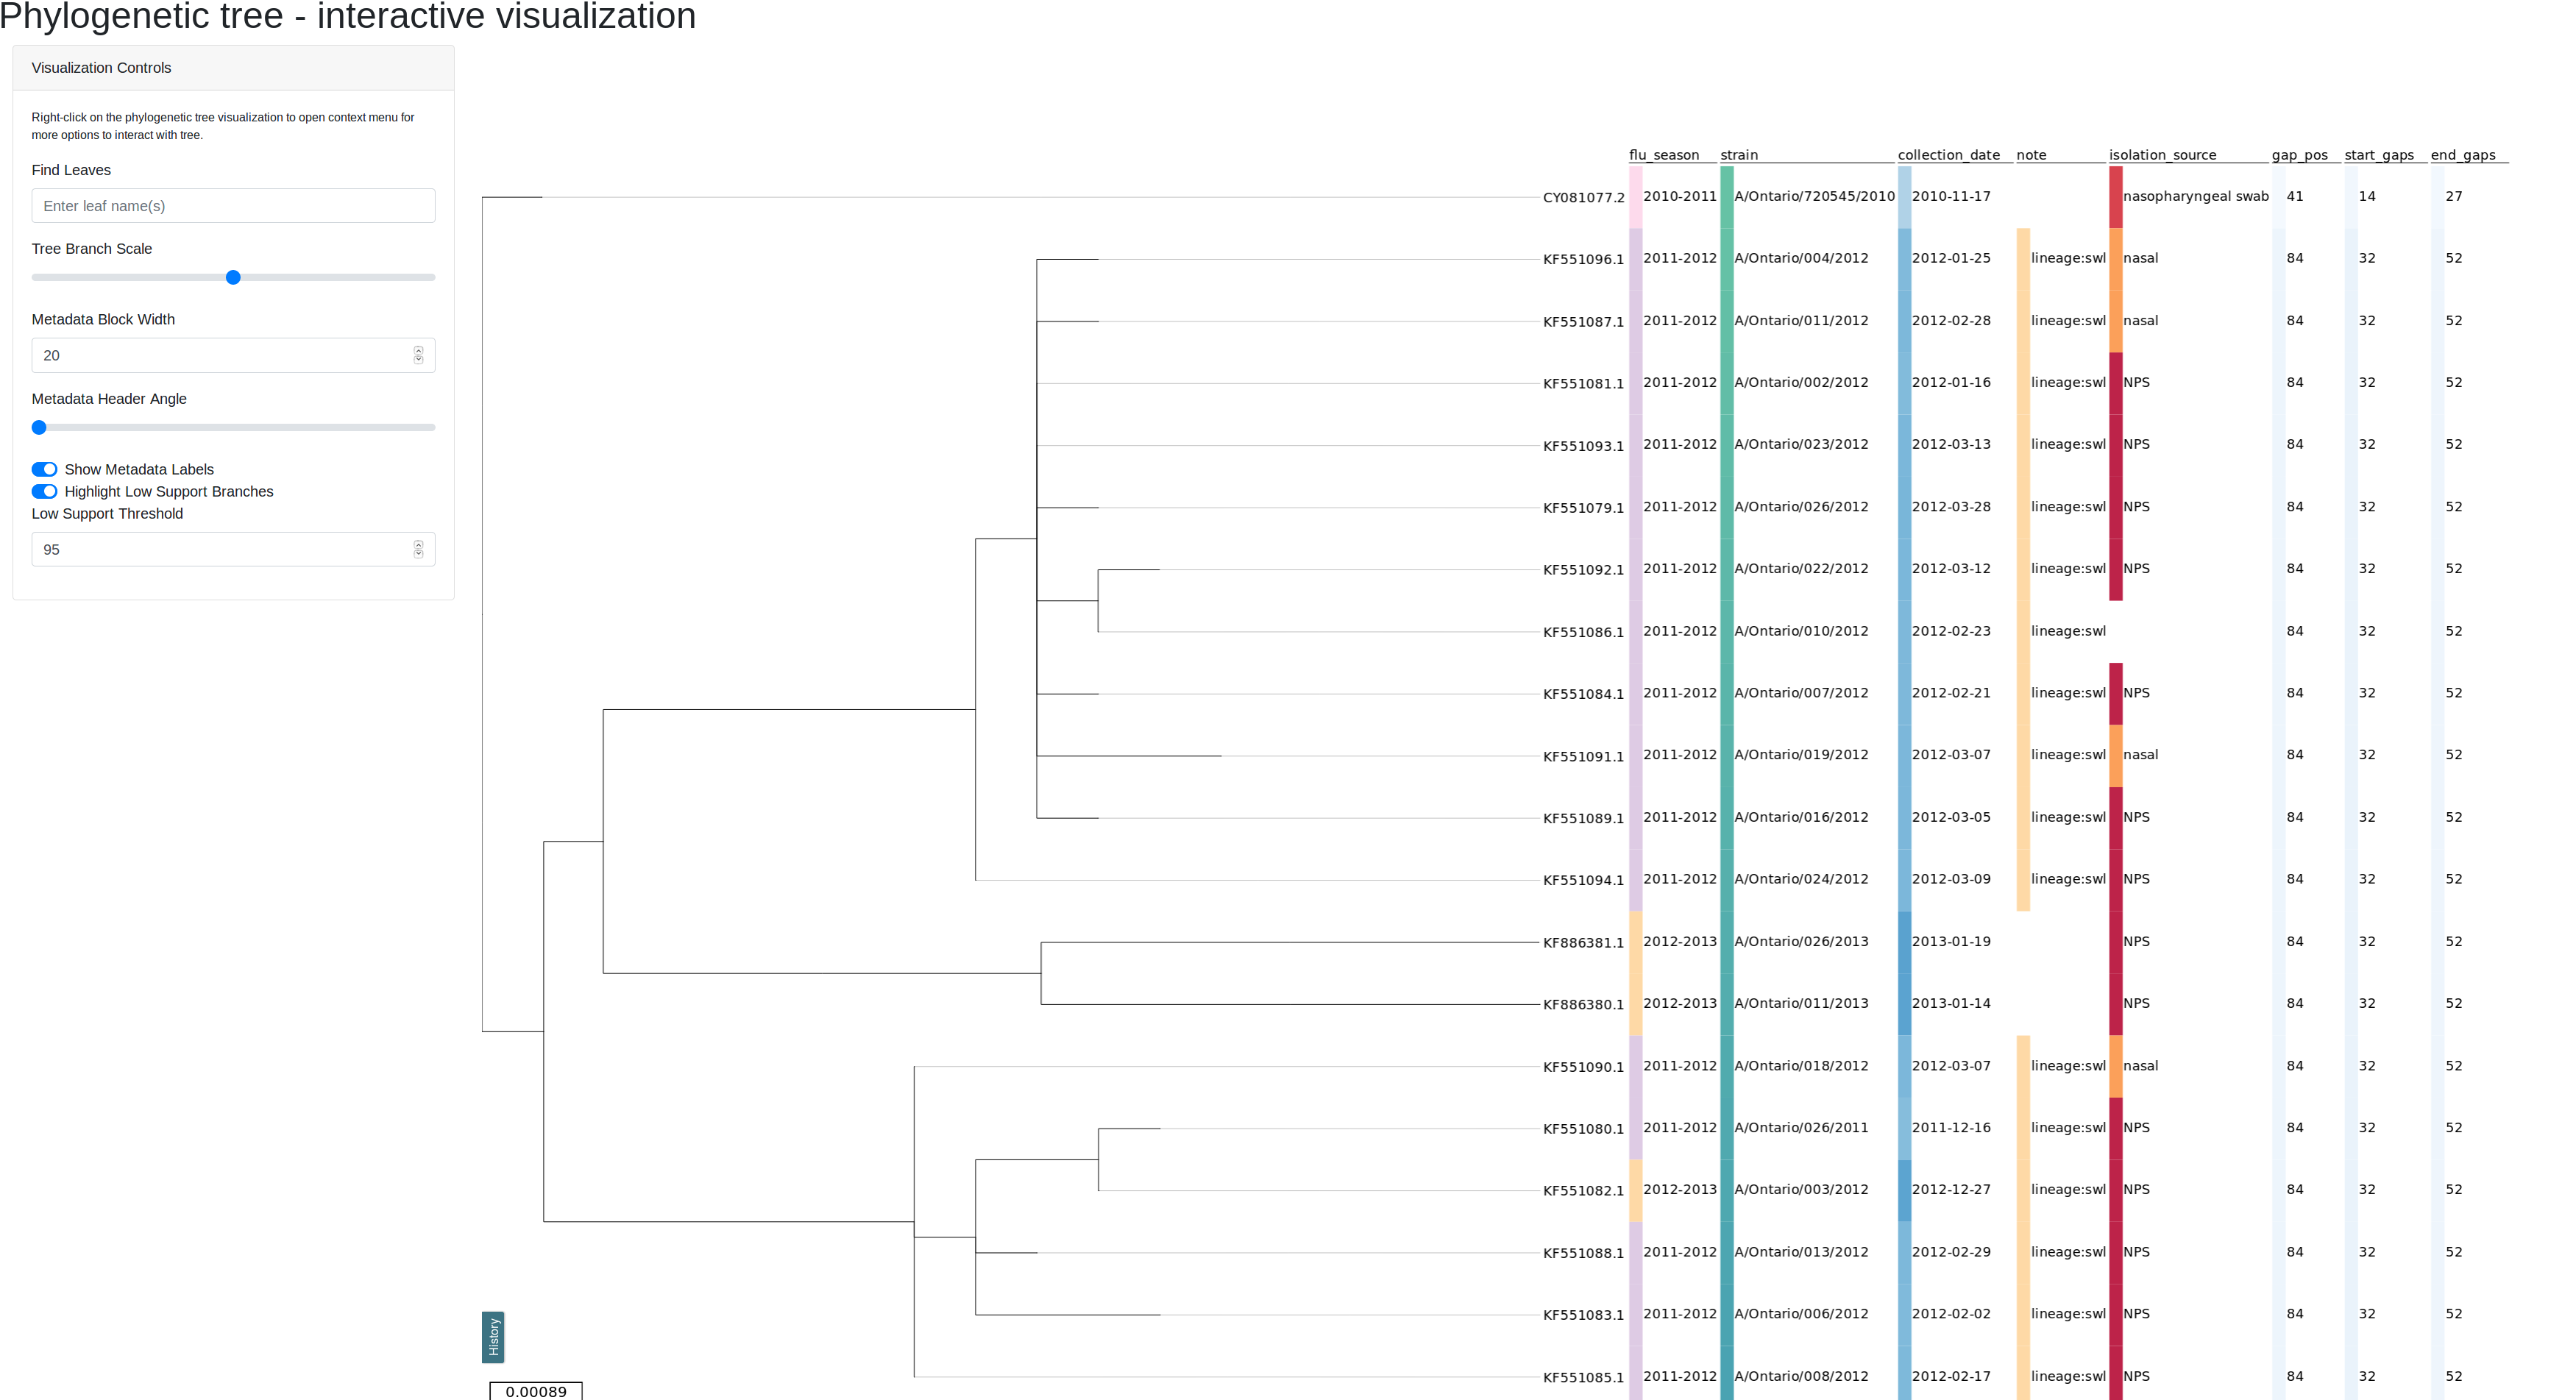 Phylogenetic tree - interactive visualization
Visualization Controls
Right-click on the phylogenetic tree visualization to open context menu for
more options to interact with tree.
Find Leaves
Enter leaf name(s)
Tree Branch Scale
Metadata Block Width
20
Metadata Header Angle
Show Metadata Labels
Highlight Low Support Branches
Low Support Threshold
95
flu_season strain collection_date note isolation_source gap_pos start_gaps end_gaps
CY081077.2 2010-2011 A/Ontario/720545/2010 2010-11-17 nasopharyngeal swab 41 14 27
KF551096.1 2011-2012 A/Ontario/004/2012 2012-01-25 lineage:swl nasal 84 32 52
KF551087.1 2011-2012 A/Ontario/011/2012 2012-02-28 lineage:swl nasal 84 32 52
KF551081.1 2011-2012 A/Ontario/002/2012 2012-01-16 lineage:swl NPS 84 32 52
KF551093.1 2011-2012 A/Ontario/023/2012 2012-03-13 lineage:swl NPS 84 32 52
KF551079.1 2011-2012 A/Ontario/026/2012 2012-03-28 lineage:swl NPS 84 32 52
KF551092.1 2011-2012 A/Ontario/022/2012 2012-03-12 lineage:swl NPS 84 32 52
KF551086.1 2011-2012 A/Ontario/010/2012 2012-02-23 lineage:swl 84 32 52
KF551084.1 2011-2012 A/Ontario/007/2012 2012-02-21 lineage:swl NPS 84 32 52
KF551091.1 2011-2012 A/Ontario/019/2012 2012-03-07 lineage:swl nasal 84 32 52
KF551089.1 2011-2012 A/Ontario/016/2012 2012-03-05 lineage:swl NPS 84 32 52
KF551094.1 2011-2012 A/Ontario/024/2012 2012-03-09 lineage:swl NPS 84 32 52
KF886381.1 2012-2013 A/Ontario/026/2013 2013-01-19 NPS 84 32 52
KF886380.1 2012-2013 A/Ontario/011/2013 2013-01-14 NPS 84 32 52
KF551090.1 2011-2012 A/Ontario/018/2012 2012-03-07 lineage:swl nasal 84 32 52
KF551080.1 2011-2012 A/Ontario/026/2011 2011-12-16 lineage:swl NPS 84 32 52
KF551082.1 2012-2013 A/Ontario/003/2012 2012-12-27 lineage:swl NPS 84 32 52
KF551088.1 2011-2012 A/Ontario/013/2012 2012-02-29 lineage:swl NPS 84 32 52
KF551083.1 2011-2012 A/Ontario/006/2012 2012-02-02 lineage:swl NPS 84 32 52
KF551085.1 2011-2012 A/Ontario/008/2012 2012-02-17 lineage:swl NPS 84 32 52
History
0.00089